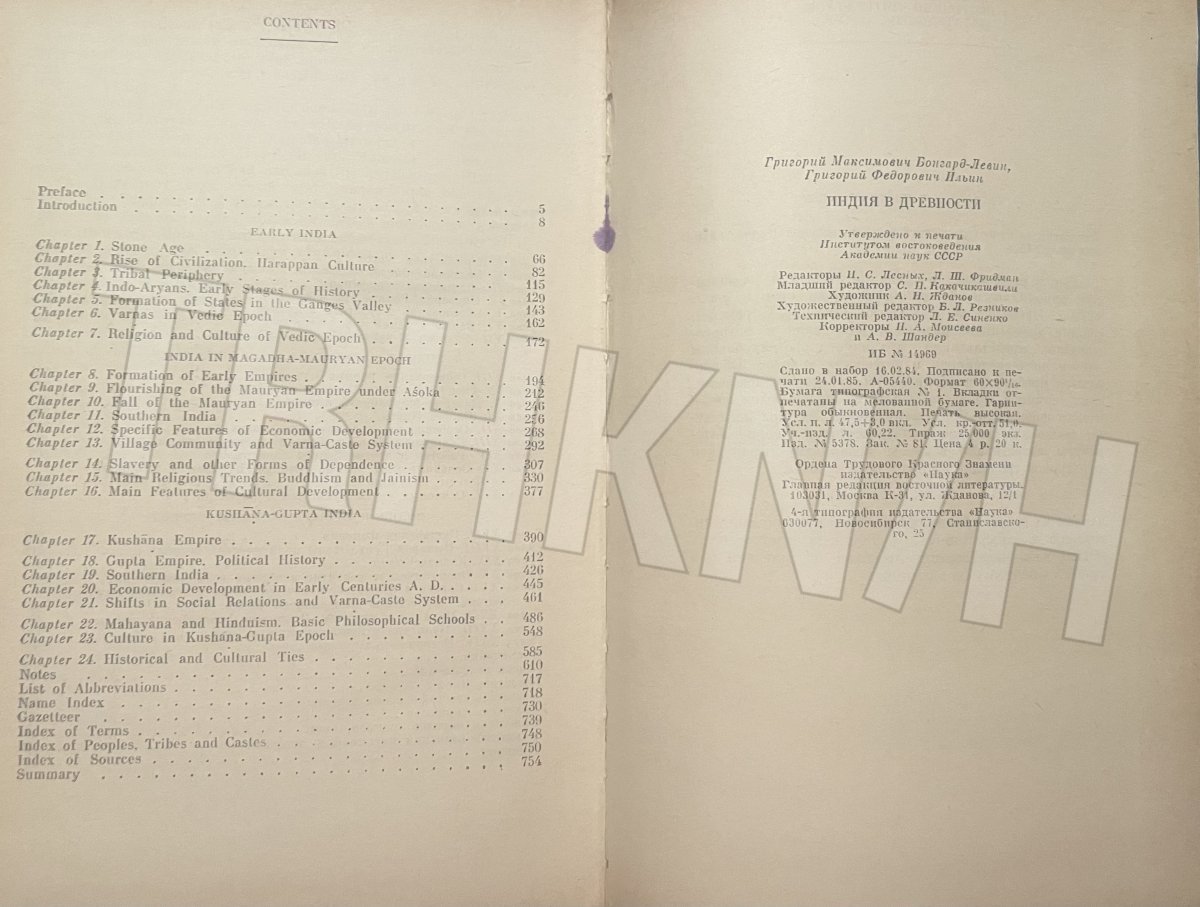 CONTENTS
Preface . . . . . . . . . . 5
Introduction . . . . . . . . . . 8
EARLY INDIA
Chapter 1. Stone Age . . . . . . . . . . 66
Chapter 2. Rise of Civilization. Harappan Culture . . . . 82
Chapter 3. Tribal Periphery . . . . . . . . 115
Chapter 4. Indo-Aryans. Early Stages of History . . . . 129
Chapter 5. Formation of States in the Ganges Valley . . . . 143
Chapter 6. Varnas in Vedic Epoch . . . . . . . 162
Chapter 7. Religion and Culture of Vedic Epoch . . . . 172
INDIA IN MAGADHA-MAURYAN EPOCH
Chapter 8. Formation of Early Empires . . . . . . 194
Chapter 9. Flourishing of the Mauryan Empire under Aśoka . . . 212
Chapter 10. Fall of the Mauryan Empire . . . . . . 246
Chapter 11. Southern India . . . . . . . . 256
Chapter 12. Specific Features of Economic Development . . . 268
Chapter 13. Village Community and Varna-Caste System . . . 292
Chapter 14. Slavery and other Forms of Dependence . . . . 307
Chapter 15. Main Religious Trends. Buddhism and Jainism . . . 330
Chapter 16. Main Features of Cultural Development . . . . 377
KUSHĀNA-GUPTA INDIA
Chapter 17. Kushāna Empire . . . . . . . . 390
Chapter 18. Gupta Empire. Political History . . . . . 412
Chapter 19. Southern India . . . . . . . . 426
Chapter 20. Economic Development in Early Centuries A. D. . . . 445
Chapter 21. Shifts in Social Relations and Varna-Caste System . . . 461
Chapter 22. Mahayana and Hinduism. Basic Philosophical Schools . . 486
Chapter 23. Culture in Kushana-Gupta Epoch . . . . . 548
Chapter 24. Historical and Cultural Ties . . . . . . 585
Notes . . . . . . . . . . 610
List of Abbreviations . . . . . . . . . 717
Name Index . . . . . . . . . . 718
Gazetteer . . . . . . . . . . 730
Index of Terms . . . . . . . . . . 739
Index of Peoples, Tribes and Castes . . . . . . 748
Index of Sources . . . . . . . . . 750
Summary . . . . . . . . . . 754
Григорий Максимович Бонгард-Левин,
Григорий Федорович Ильин
ИНДИЯ В ДРЕВНОСТИ
Утверждено к печати
Институтом востоковедения
Академии наук СССР
Редакторы И. С. Лесных, Л. Ш. Фридман
Младший редактор С. П. Какачикашвили
Художник А. Н. Жданов
Художественный редактор Б. Л. Резников
Технический редактор Л. Е. Синенко
Корректоры Н. А. Моисеева
и А. В. Шандер
ИБ № 14969
Сдано в набор 16.02.84. Подписано к пе-
чати 24.01.85. А-05440. Формат 60×90¹/₁₆.
Бумага типографская № 1. Вкладки от-
печатаны на мелованной бумаге. Гарни-
тура обыкновенная. Печать высокая.
Усл. п. л. 47,5+3,0 вкл. Усл. кр.-отт. 51,0.
Уч.-изд. л. 60,22. Тираж 25 000 экз.
Изд. № 5378. Зак. № 81. Цена 4 р. 20 к.
Ордена Трудового Красного Знамени
издательство «Наука»
Главная редакция восточной литературы.
103031, Москва К-31, ул. Жданова, 12/1
4-я типография издательства «Наука»
630077, Новосибирск 77, Станиславско-
го, 25